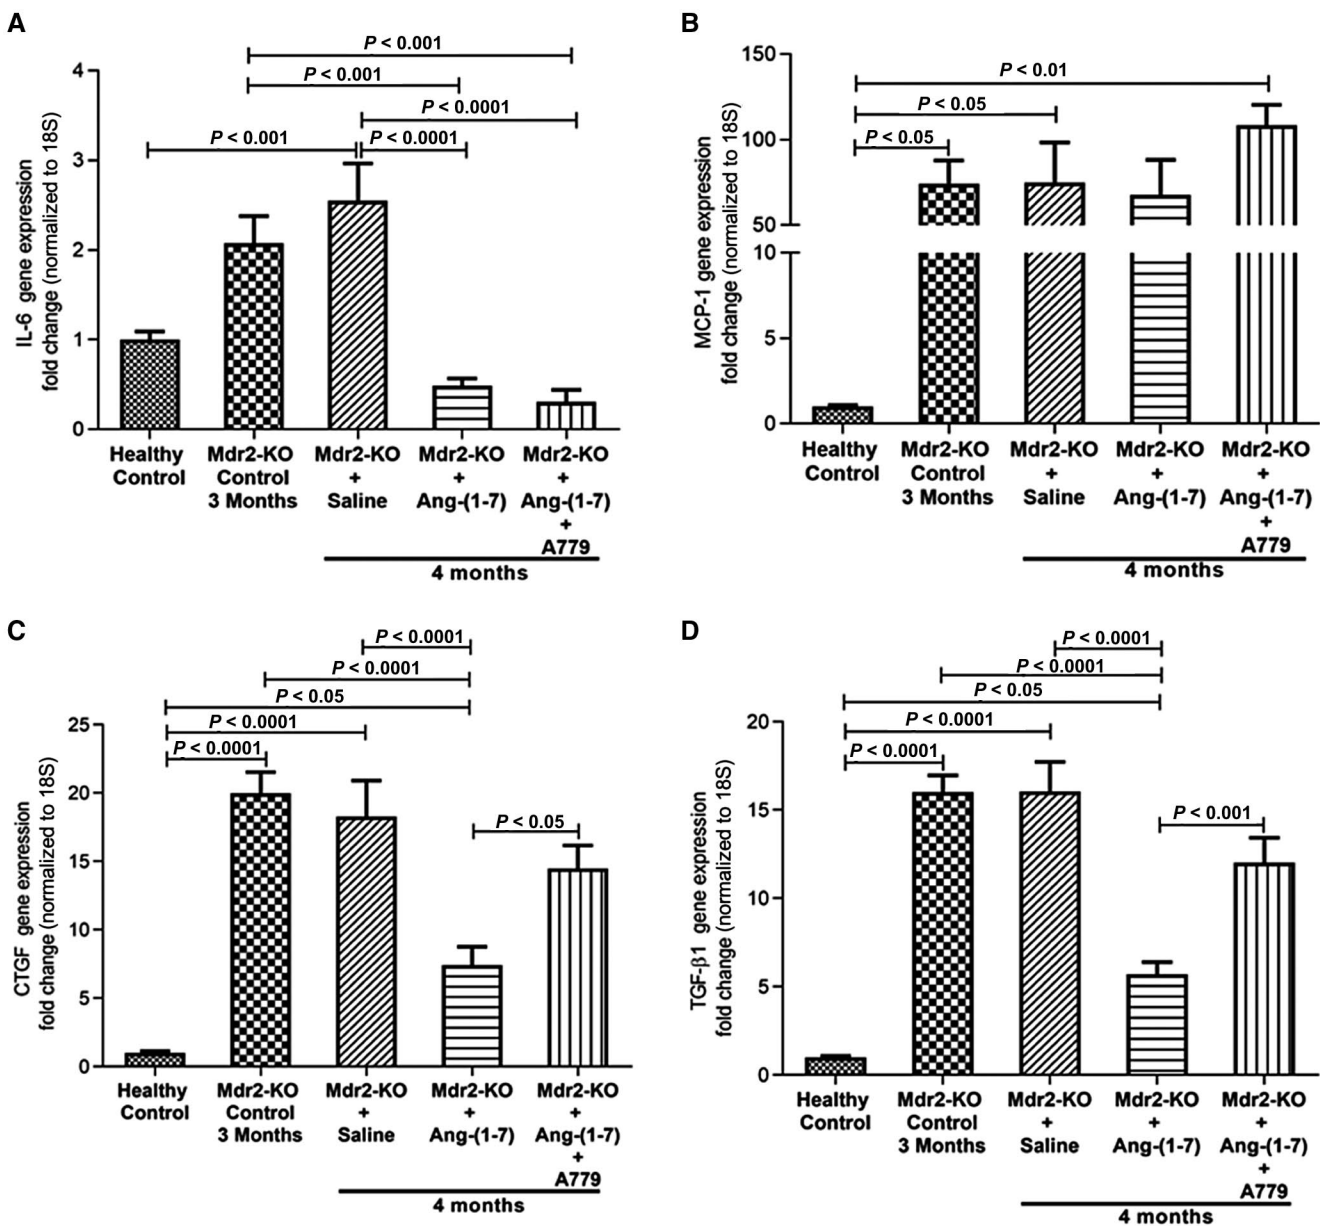 A
P < 0.001
P < 0.001
P < 0.0001
P < 0.001
P < 0.0001
IL-6 gene expression
fold change (normalized to 18S)
4
3
2
1
0
Healthy
Control
Mdr2-KO
Control
3 Months
Mdr2-KO
+
Saline
Mdr2-KO
+
Ang-(1-7)
Mdr2-KO
+
Ang-(1-7)
+
A779
4 months
B
P < 0.01
P < 0.05
P < 0.05
MCP-1 gene expression
fold change (normalized to 18S)
150
100
50
10
5
0
Healthy
Control
Mdr2-KO
Control
3 Months
Mdr2-KO
+
Saline
Mdr2-KO
+
Ang-(1-7)
Mdr2-KO
+
Ang-(1-7)
+
A779
4 months
C
P < 0.0001
P < 0.0001
P < 0.05
P < 0.0001
P < 0.0001
P < 0.05
CTGF gene expression
fold change (normalized to 18S)
25
20
15
10
5
0
Healthy
Control
Mdr2-KO
Control
3 Months
Mdr2-KO
+
Saline
Mdr2-KO
+
Ang-(1-7)
Mdr2-KO
+
Ang-(1-7)
+
A779
4 months
D
P < 0.0001
P < 0.0001
P < 0.05
P < 0.0001
P < 0.0001
P < 0.001
TGF-β1 gene expression
fold change (normalized to 18S)
20
15
10
5
0
Healthy
Control
Mdr2-KO
Control
3 Months
Mdr2-KO
+
Saline
Mdr2-KO
+
Ang-(1-7)
Mdr2-KO
+
Ang-(1-7)
+
A779
4 months